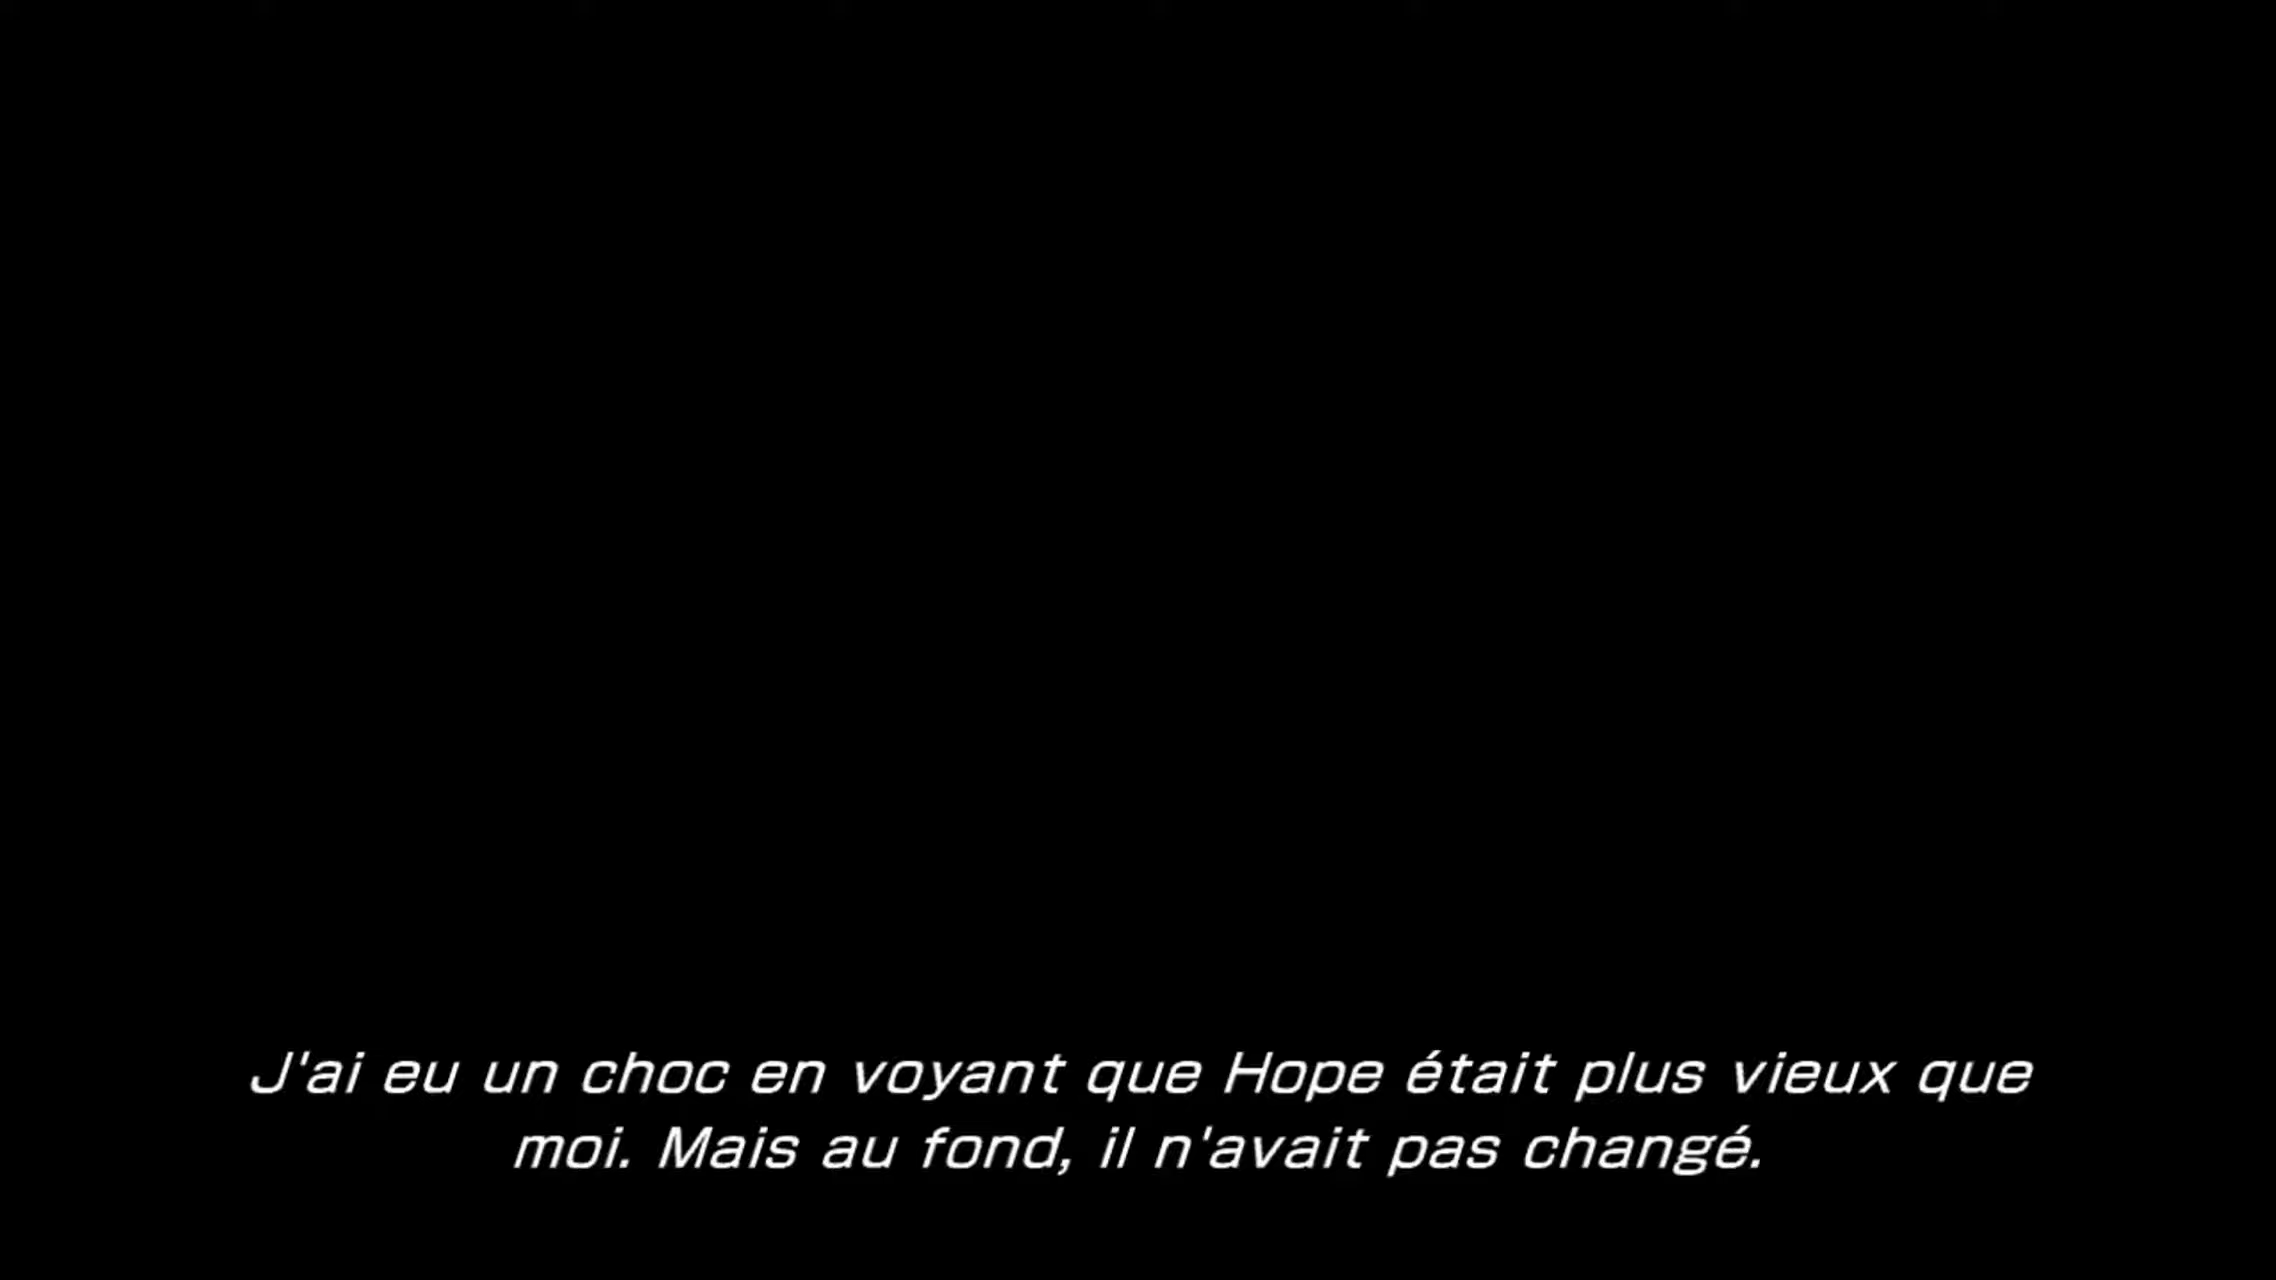 J'ai eu un choc en voyant que Hope était plus vieux que
moi. Mais au fond, il n'avait pas changé.